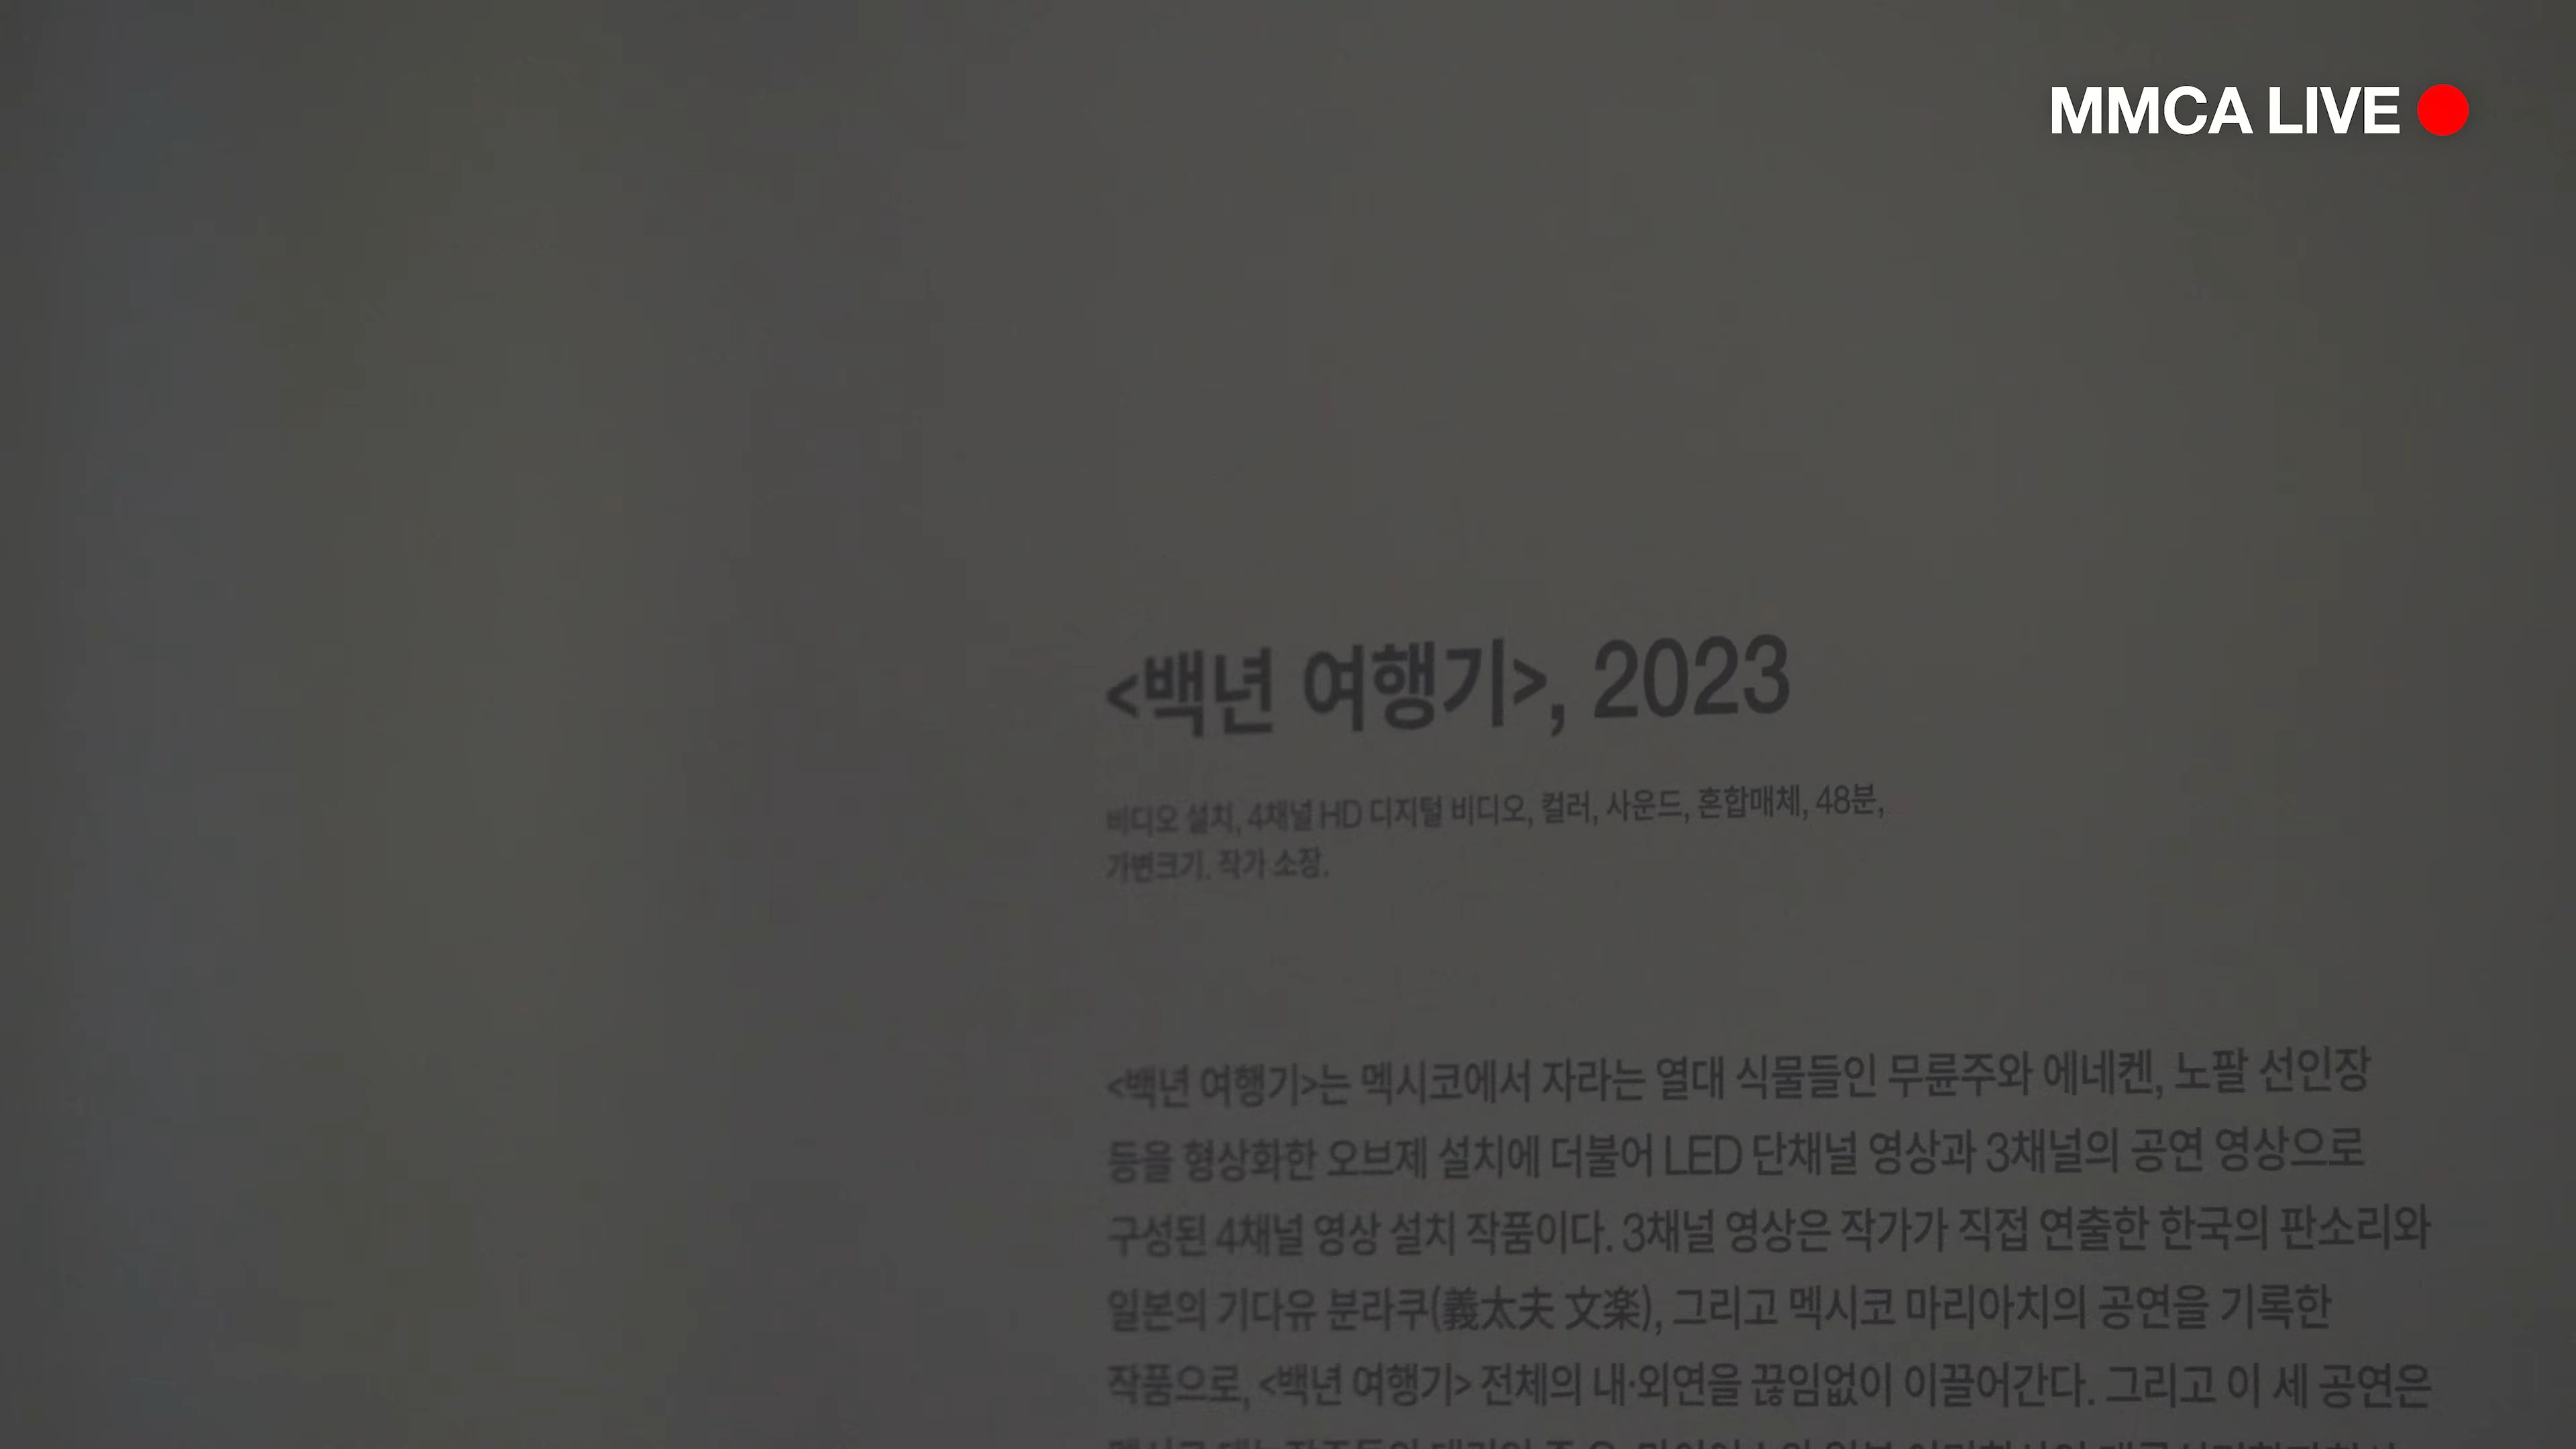 MMCA LIVE
<백년 여행기>, 2023
비디오 설치, 4채널 HD 디지털 비디오, 컬러, 사운드, 혼합매체, 48분,
가변크기. 작가 소장.
<백년 여행기>는 멕시코에서 자라는 열대 식물들인 무륜주와 에네켄, 노팔 선인장
등을 형상화한 오브제 설치에 더불어 LED 단채널 영상과 3채널의 공연 영상으로
구성된 4채널 영상 설치 작품이다. 3채널 영상은 작가가 직접 연출한 한국의 판소리와
일본의 기다유 분라쿠(義太夫 文楽), 그리고 멕시코 마리아치의 공연을 기록한
작품으로, <백년 여행기> 전체의 내·외연을 끊임없이 이끌어간다. 그리고 이 세 공연은